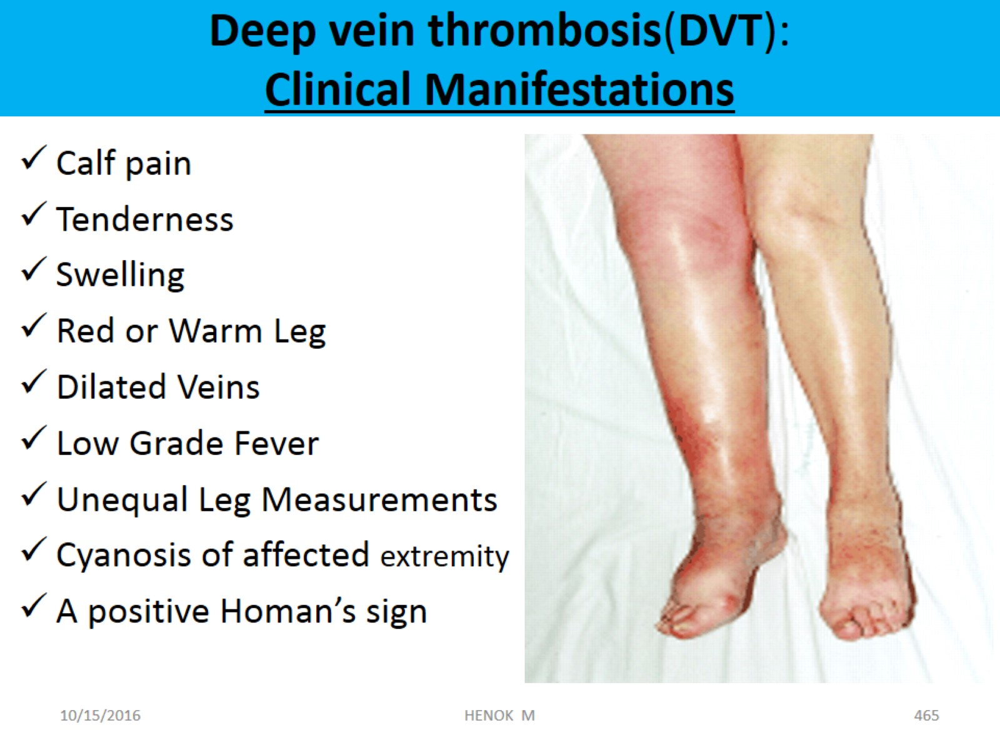 Deep vein thrombosis(DVT):
Clinical Manifestations
✓ Calf pain
✓ Tenderness
✓ Swelling
✓ Red or Warm Leg
✓ Dilated Veins
✓ Low Grade Fever
✓ Unequal Leg Measurements
✓ Cyanosis of affected extremity
✓ A positive Homan’s sign
10/15/2016
HENOK M
465